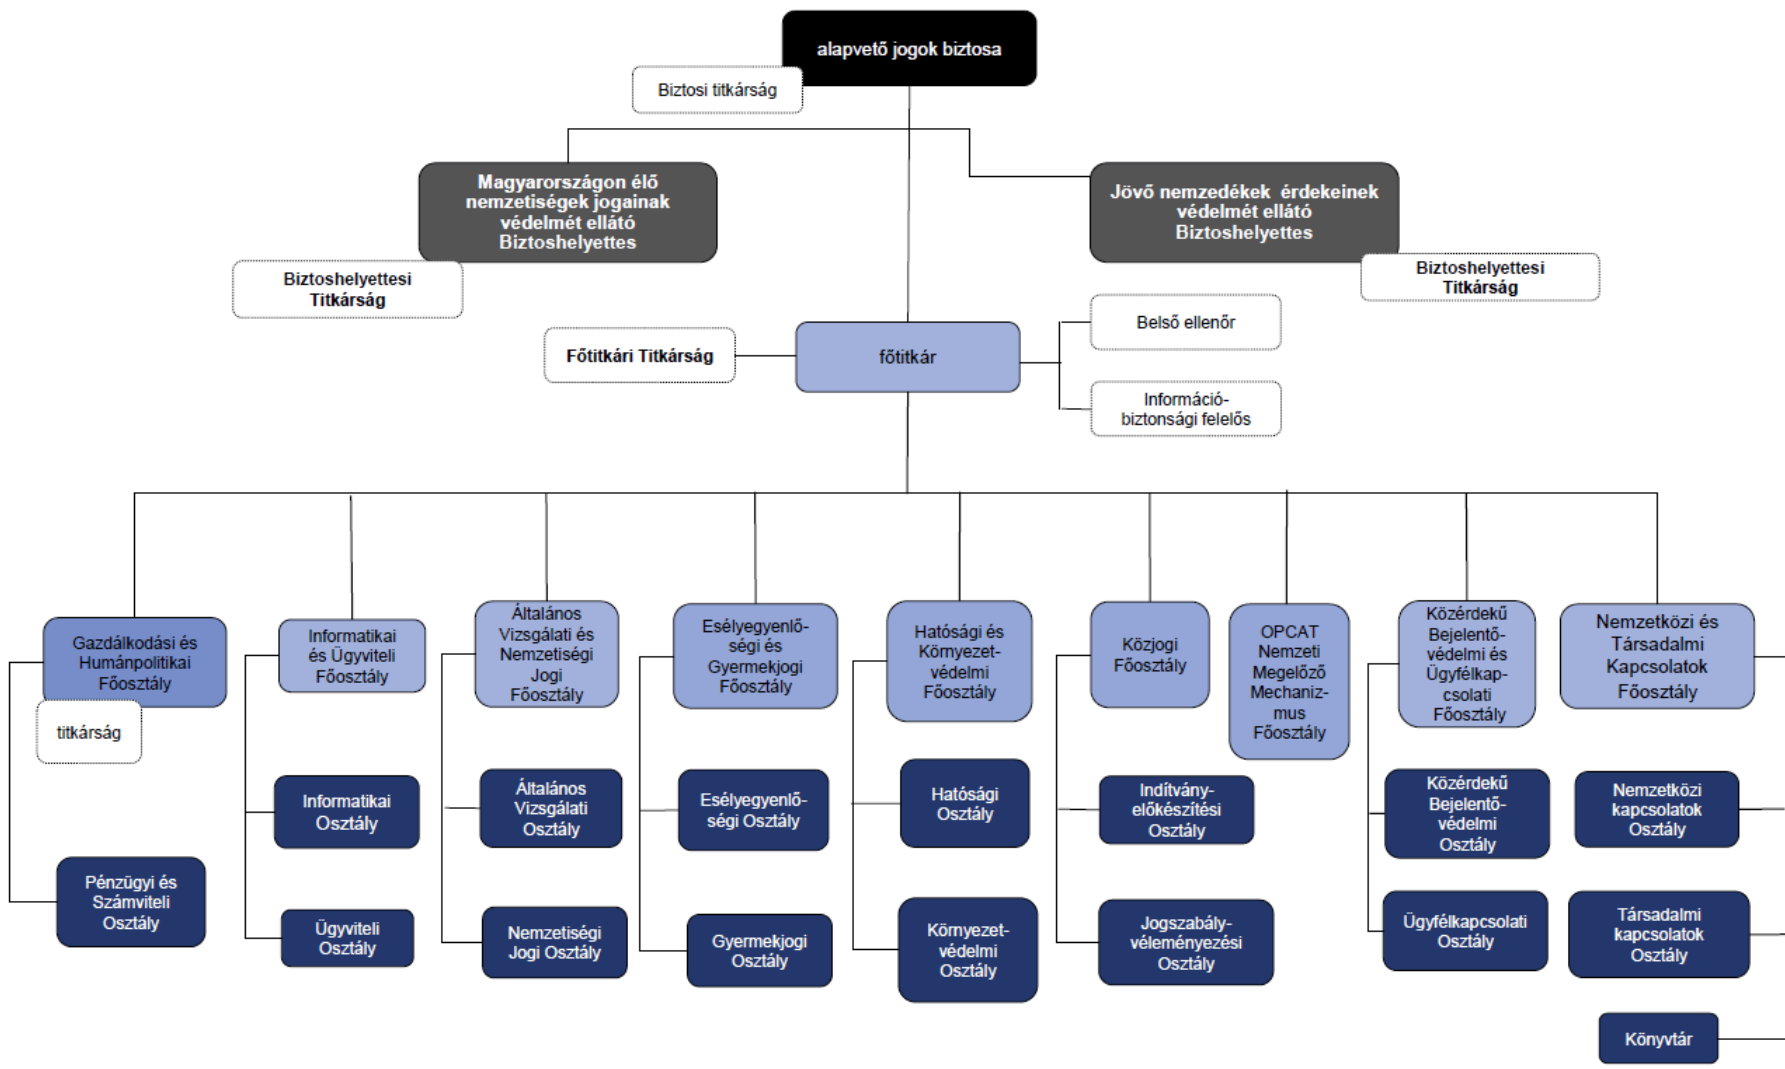 alapvető jogok biztosa
Biztosi titkárság
Magyarországon élő
nemzetiségek jogainak
védelmét ellátó
Biztoshelyettes
Jövő nemzedékek érdekeinek
védelmét ellátó
Biztoshelyettes
Biztoshelyettesi
Titkárság
Biztoshelyettesi
Titkárság
Belső ellenőr
Főtitkári Titkárság
főtitkár
Információ-
biztonsági felelős
Gazdálkodási és
Humánpolitikai
Főosztály
titkárság
Informatikai
és Ügyviteli
Főosztály
Általános
Vizsgálati és
Nemzetiségi
Jogi
Főosztály
Esélyegyenlő-
ségi és
Gyermekjogi
Főosztály
Hatósági és
Környezet-
védelmi
Főosztály
Közjogi
Főosztály
OPCAT
Nemzeti
Megelőző
Mechaniz-
mus
Főosztály
Közérdekű
Bejelentő-
védelmi és
Ügyfélkap-
csolati
Főosztály
Nemzetközi és
Társadalmi
Kapcsolatok
Főosztály
Informatikai
Osztály
Általános
Vizsgálati
Osztály
Esélyegyenlő-
ségi Osztály
Hatósági
Osztály
Indítvány-
előkészítési
Osztály
Közérdekű
Bejelentő-
védelmi
Osztály
Nemzetközi
kapcsolatok
Osztály
Pénzügyi és
Számviteli
Osztály
Ügyviteli
Osztály
Nemzetiségi
Jogi Osztály
Gyermekjogi
Osztály
Környezet-
védelmi
Osztály
Jogszabály-
véleményezési
Osztály
Ügyfélkapcsolati
Osztály
Társadalmi
kapcsolatok
Osztály
Könyvtár